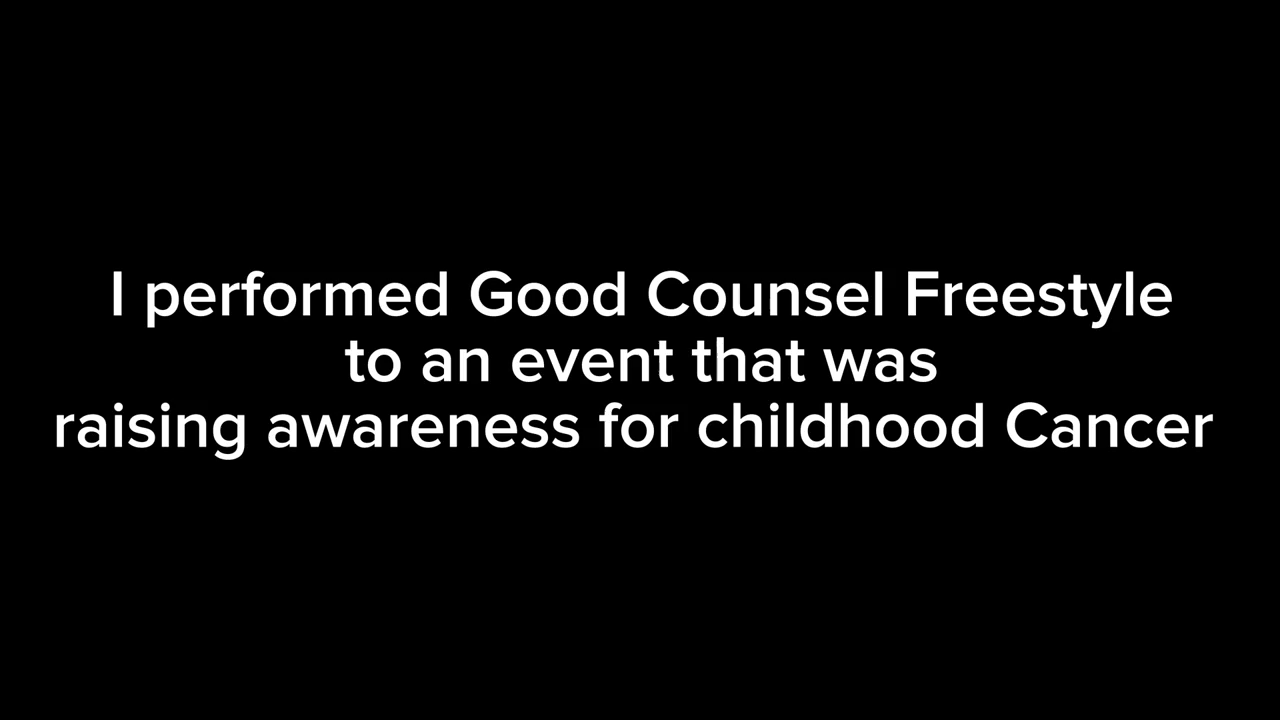 I performed Good Counsel Freestyle
to an event that was
raising awareness for childhood Cancer